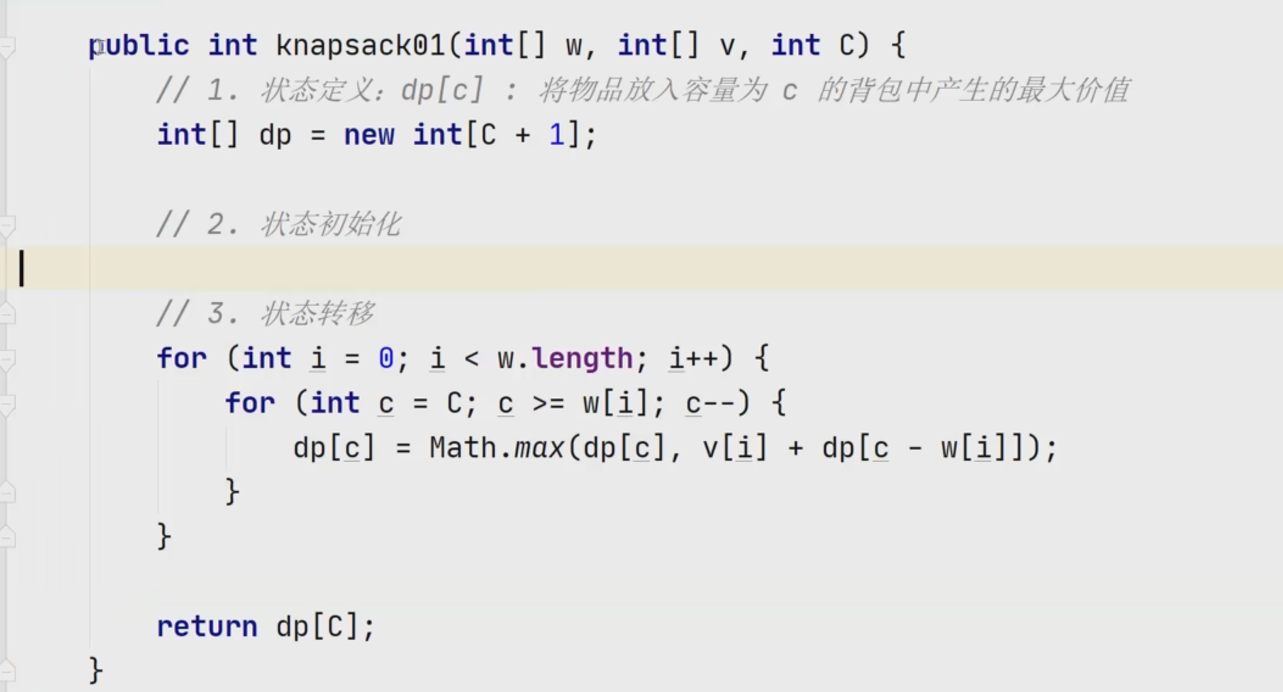 public int knapsack01(int[] w, int[] v, int C) {
// 1. 状态定义：dp[c] : 将物品放入容量为 c 的背包中产生的最大价值
int[] dp = new int[C + 1];
// 2. 状态初始化
// 3. 状态转移
for (int i = 0; i < w.length; i++) {
for (int c = C; c >= w[i]; c--) {
dp[c] = Math.max(dp[c], v[i] + dp[c - w[i]]);
}
}
return dp[C];
}